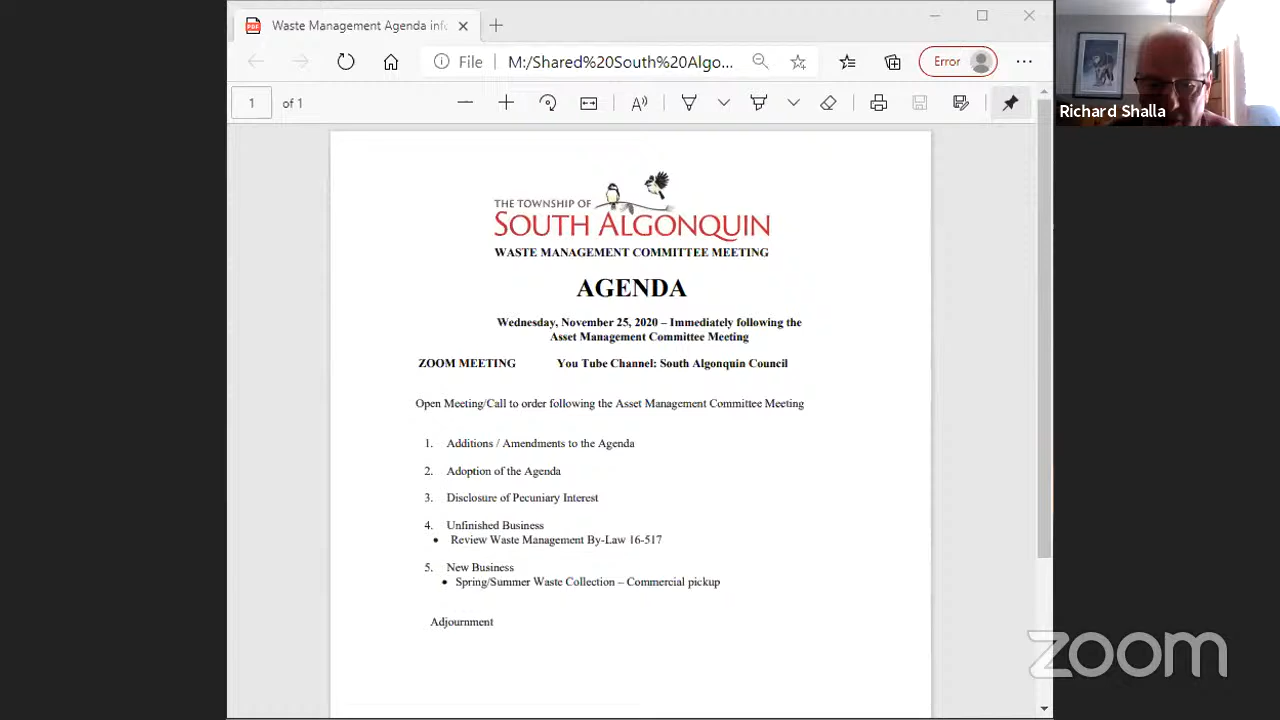 Waste Management Agenda inf
File
M:/Shared%20South%20Algo...
Error
1 of 1
Richard Shalla
THE TOWNSHIP OF
SOUTH ALGONQUIN
WASTE MANAGEMENT COMMITTEE MEETING
AGENDA
Wednesday, November 25, 2020 – Immediately following the
Asset Management Committee Meeting
ZOOM MEETING You Tube Channel: South Algonquin Council
Open Meeting/Call to order following the Asset Management Committee Meeting
1. Additions / Amendments to the Agenda
2. Adoption of the Agenda
3. Disclosure of Pecuniary Interest
4. Unfinished Business
• Review Waste Management By-Law 16-517
5. New Business
• Spring/Summer Waste Collection – Commercial pickup
Adjournment
zoom